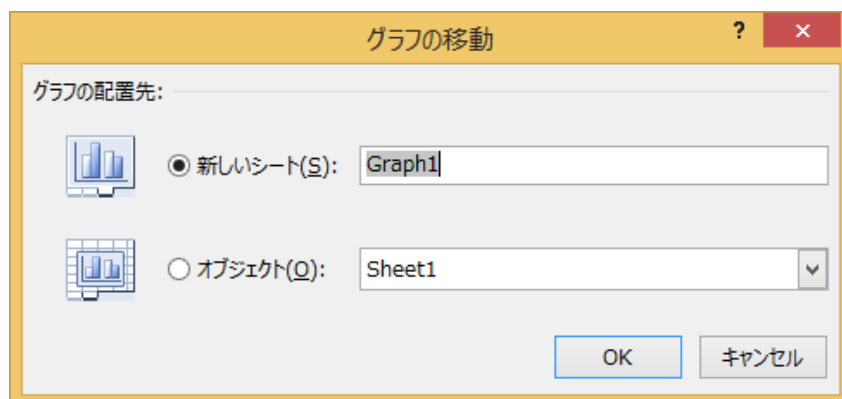 グラフの移動 ? ×
グラフの配置先:
新しいシート(S): Graph1
オブジェクト(O): Sheet1
OK キャンセル